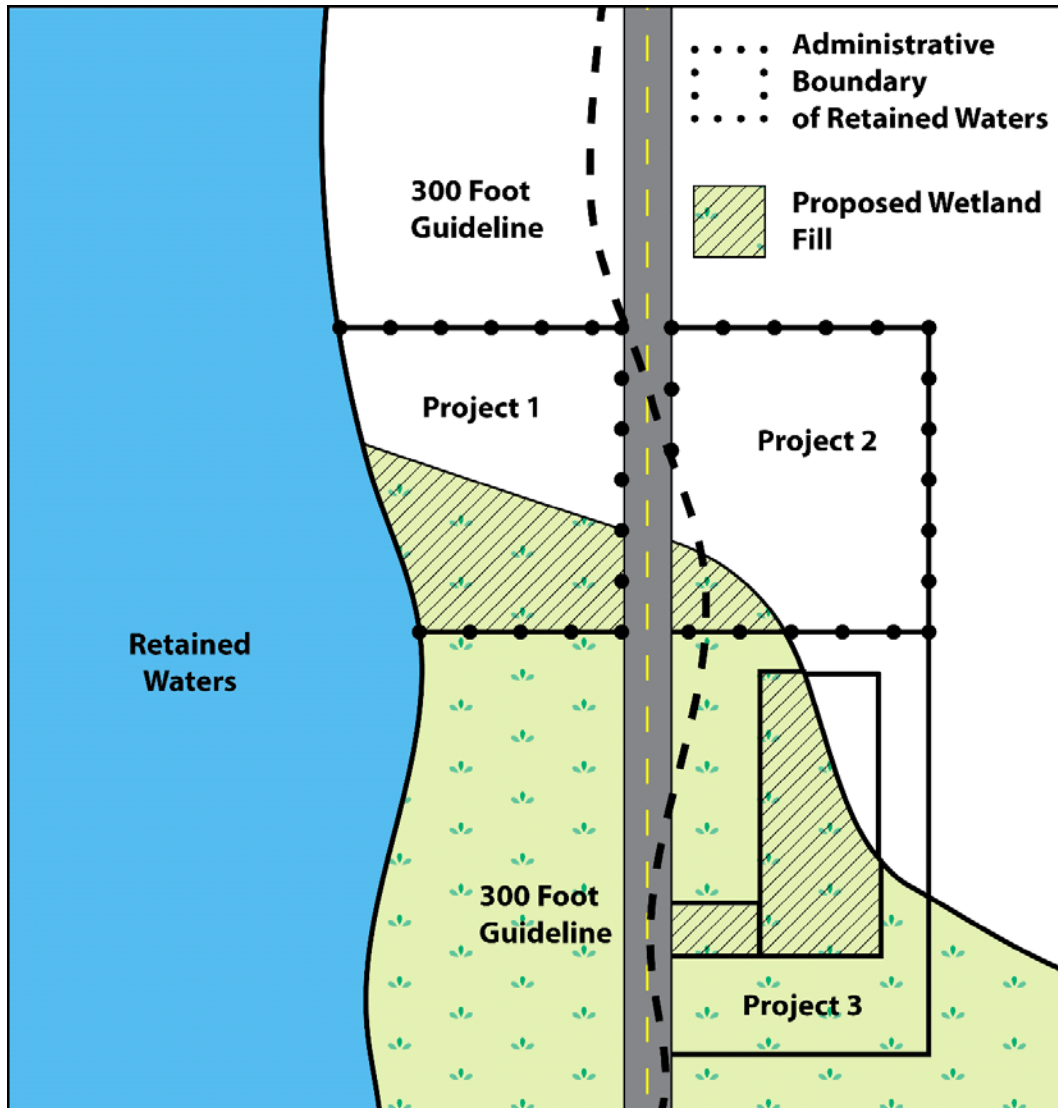 Administrative
Boundary
of Retained Waters
300 Foot
Guideline
Proposed Wetland
Fill
Project 1
Project 2
Retained
Waters
300 Foot
Guideline
Project 3